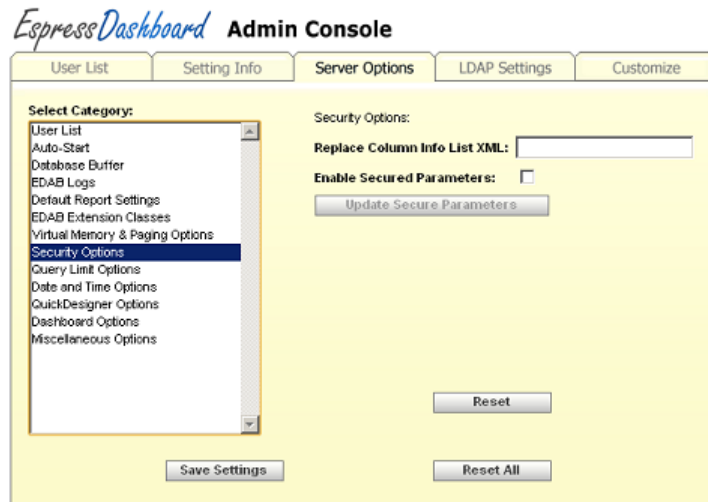 EspressDashboard Admin Console
User List Setting Info Server Options LDAP Settings Customize
Select Category:
User List
Auto-Start
Database Buffer
EDAB Logs
Default Report Settings
EDAB Extension Classes
Virtual Memory & Paging Options
Security Options
Query Limit Options
Date and Time Options
QuickDesigner Options
Dashboard Options
Miscellaneous Options
Security Options:
Replace Column Info List XML:
Enable Secured Parameters:
Update Secure Parameters
Reset
Save Settings
Reset All